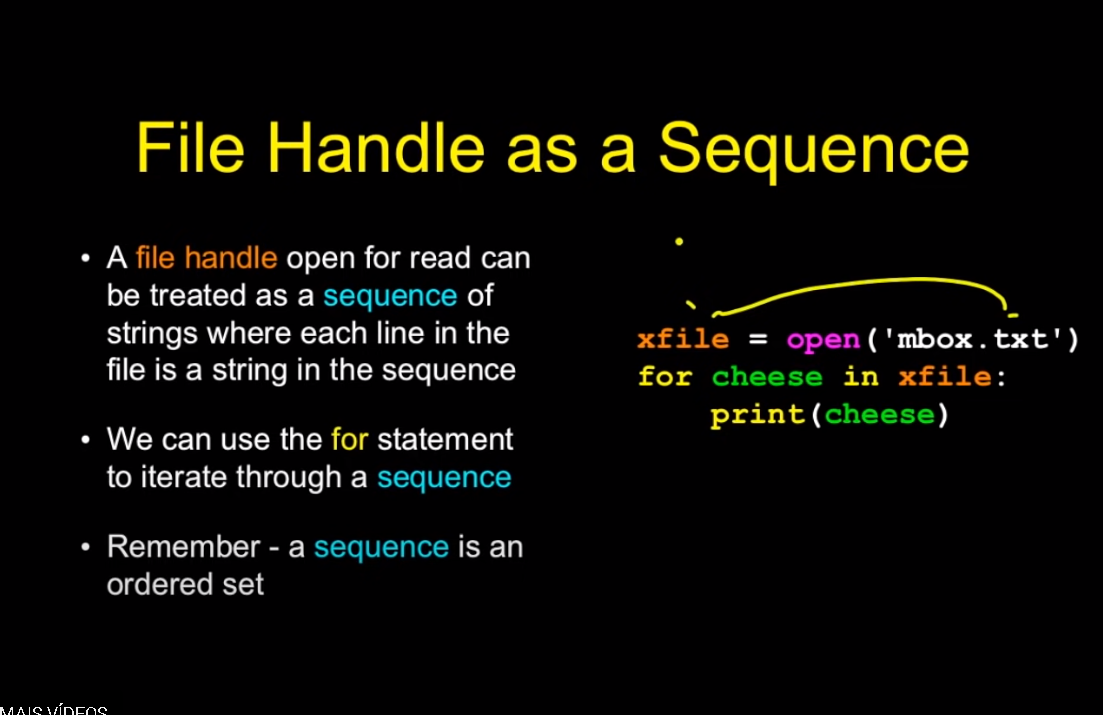 File Handle as a Sequence
• A file handle open for read can
be treated as a sequence of
strings where each line in the
file is a string in the sequence
• We can use the for statement
to iterate through a sequence
• Remember - a sequence is an
ordered set
xfile = open('mbox.txt')
for cheese in xfile:
    print(cheese)
MAIS VÍDEOS